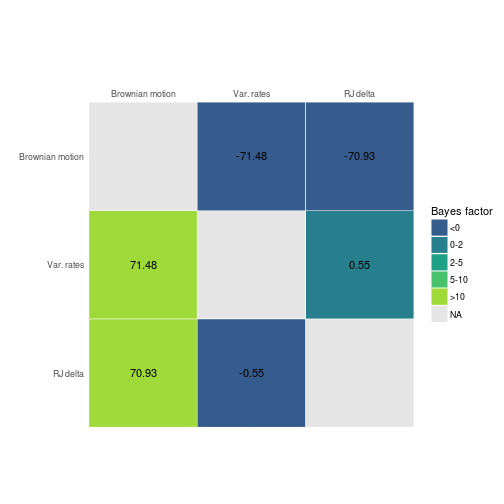 Brownian motion Var. rates RJ delta
Brownian motion -71.48 -70.93
Var. rates 71.48 0.55
RJ delta 70.93 -0.55
Bayes factor
<0
0-2
2-5
5-10
>10
NA